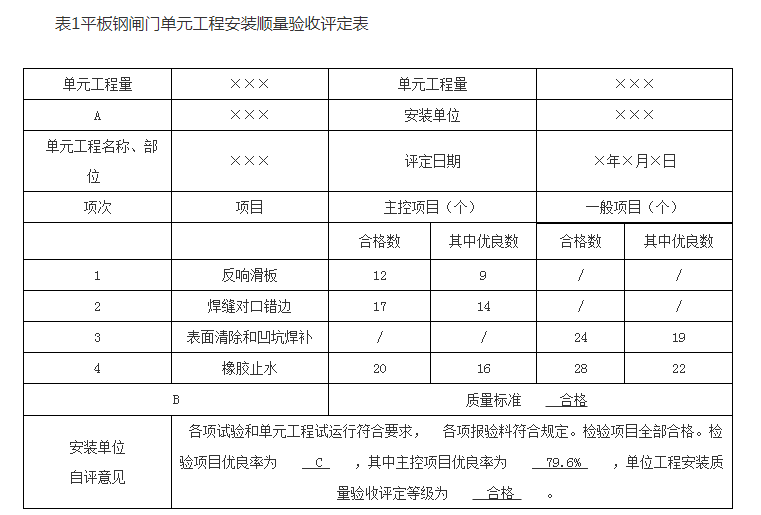 表1平板钢闸门单元工程安装顺量验收评定表
单元工程量 ××× 单元工程量 ×××
A ××× 安装单位 ×××
单元工程名称、部位 ××× 评定日期 ×年×月×日
项次 项目 主控项目（个） 一般项目（个）
合格数 其中优良数 合格数 其中优良数
1 反响滑板 12 9 / /
2 焊缝对口错边 17 14 / /
3 表面清除和凹坑焊补 / / 24 19
4 橡胶止水 20 16 28 22
B 质量标准 合格
安装单位
自评意见
各项试验和单元工程试运行符合要求， 各项报验料符合规定。检验项目全部合格。检
验项目优良率为 C ，其中主控项目优良率为 79.6% ，单位工程安装质
量验收评定等级为 合格 。